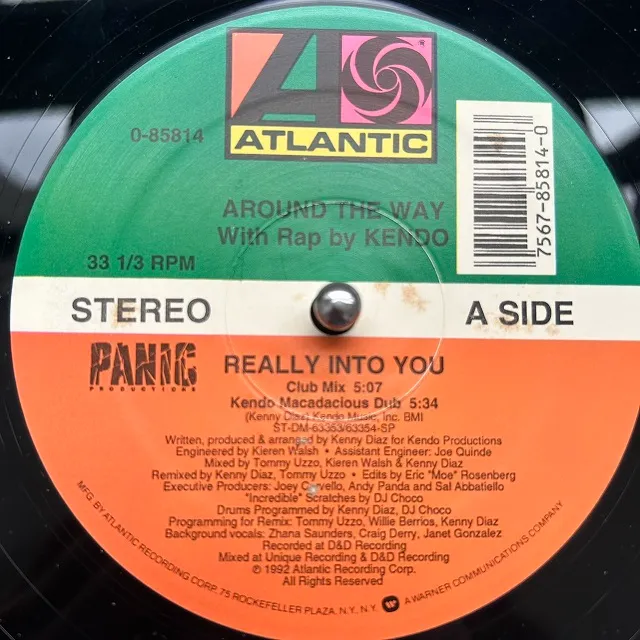 ATLANTIC
®
0-85814
7567-85814-0
AROUND THE WAY
With Rap by KENDO
33 1/3 RPM
STEREO
A SIDE
PANIC
PRODUCTIONS
REALLY INTO YOU
Club Mix 5:07
Kendo Macadacious Dub 5:34
(Kenny Diaz) Kendo Music, Inc. BMI
ST-DM-63353/63354-SP
Written, produced & arranged by Kenny Diaz for Kendo Productions
Engineered by Kieren Walsh • Assistant Engineer: Joe Quinde
Mixed by Tommy Uzzo, Kieren Walsh & Kenny Diaz
Remixed by Kenny Diaz, Tommy Uzzo • Edits by Eric "Moe" Rosenberg
Executive Producers: Joey Carvello, Andy Panda and Sal Abbatiello
"Incredible" Scratches by DJ Choco
Drums Programmed by Kenny Diaz, DJ Choco
Programming for Remix: Tommy Uzzo, Willie Berrios, Kenny Diaz
Background vocals: Zhana Saunders, Craig Derry, Janet Gonzalez
Recorded at D&D Recording
Mixed at Unique Recording & D&D Recording
© 1992 Atlantic Recording Corp.
All Rights Reserved
MFG. BY ATLANTIC RECORDING CORP. 75 ROCKEFELLER PLAZA, N.Y. N.Y. A WARNER COMMUNICATIONS COMPANY